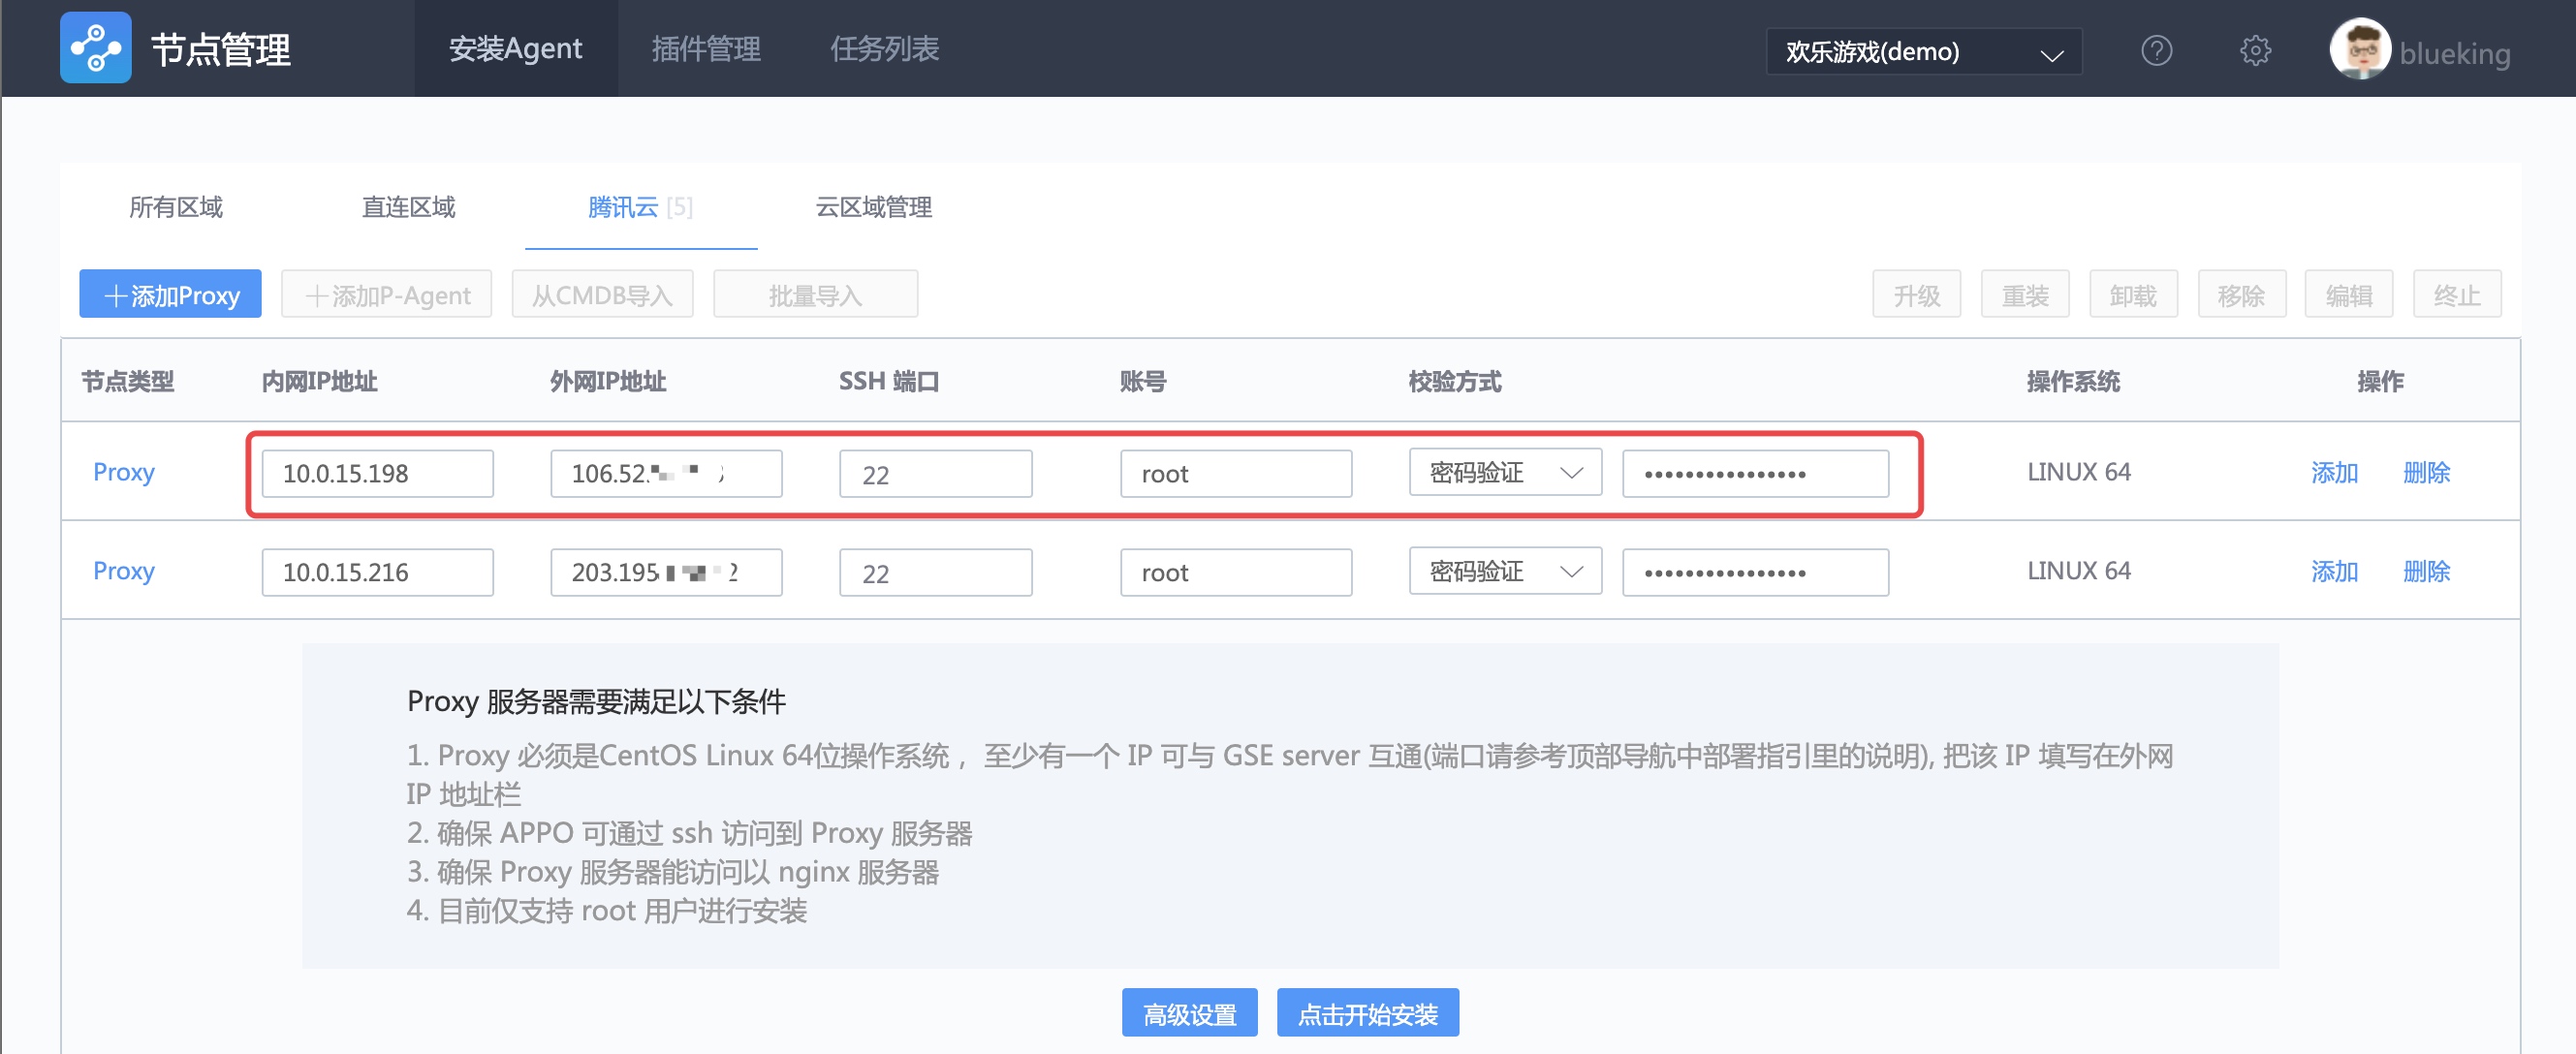 节点管理 安装Agent 插件管理 任务列表 欢乐游戏(demo) blueking
所有区域 直连区域 腾讯云 [5] 云区域管理
添加Proxy 添加P-Agent 从CMDB导入 批量导入 升级 重装 卸载 移除 编辑 终止
节点类型 内网IP地址 外网IP地址 SSH 端口 账号 校验方式 操作系统 操作
Proxy 10.0.15.198 106.52. 22 root 密码验证 LINUX 64 添加 删除
Proxy 10.0.15.216 203.195 2 22 root 密码验证 LINUX 64 添加 删除
Proxy 服务器需要满足以下条件
1. Proxy 必须是CentOS Linux 64位操作系统， 至少有一个 IP 可与 GSE server 互通(端口请参考顶部导航中部署指引里的说明), 把该 IP 填写在外网
IP 地址栏
2. 确保 APPO 可通过 ssh 访问到 Proxy 服务器
3. 确保 Proxy 服务器能访问以 nginx 服务器
4. 目前仅支持 root 用户进行安装
高级设置 点击开始安装